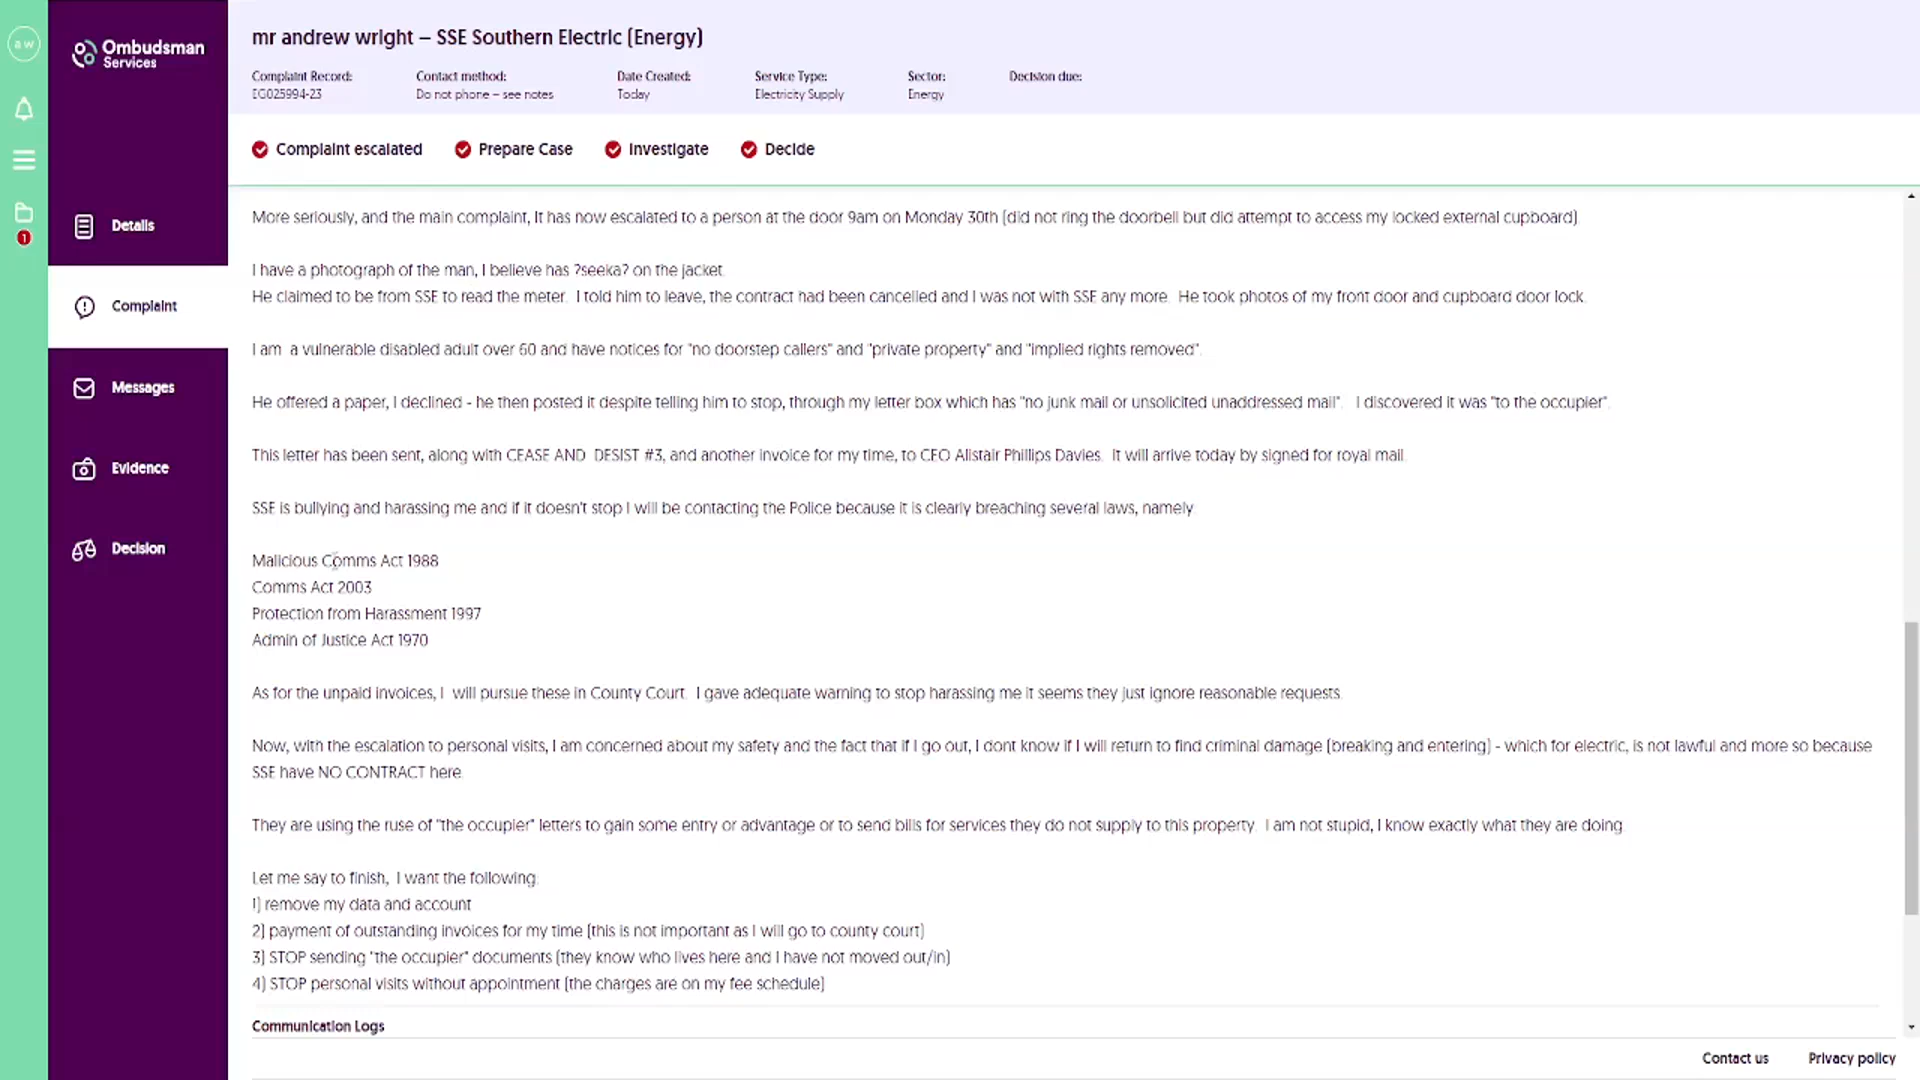 aw
Ombudsman
Services
mr andrew wright – SSE Southern Electric (Energy)
Complaint Record:
EG025994-23
Contact method:
Do not phone – see notes
Date Created:
Today
Service Type:
Electricity Supply
Sector:
Energy
Decision due:
Complaint escalated
Prepare Case
Investigate
Decide
1
Details
Complaint
Messages
Evidence
Decision
More seriously, and the main complaint, it has now escalated to a person at the door 9am on Monday 30th (did not ring the doorbell but did attempt to access my locked external cupboard)
I have a photograph of the man, I believe has ?seeka? on the jacket.
He claimed to be from SSE to read the meter. I told him to leave, the contract had been cancelled and I was not with SSE any more. He took photos of my front door and cupboard door lock.
I am a vulnerable disabled adult over 60 and have notices for "no doorstep callers" and "private property" and "implied rights removed".
He offered a paper, I declined - he then posted it despite telling him to stop, through my letter box which has "no junk mail or unsolicited unaddressed mail". I discovered it was "to the occupier".
This letter has been sent, along with CEASE AND DESIST #3, and another invoice for my time, to CEO Alistair Phillips Davies. It will arrive today by signed for royal mail.
SSE is bullying and harassing me and if it doesn't stop I will be contacting the Police because it is clearly breaching several laws, namely
Malicious Comms Act 1988
Comms Act 2003
Protection from Harassment 1997
Admin of Justice Act 1970
As for the unpaid invoices, I will pursue these in County Court. I gave adequate warning to stop harassing me it seems they just ignore reasonable requests.
Now, with the escalation to personal visits, I am concerned about my safety and the fact that if I go out, I dont know if I will return to find criminal damage (breaking and entering) - which for electric, is not lawful and more so because
SSE have NO CONTRACT here.
They are using the ruse of "the occupier" letters to gain some entry or advantage or to send bills for services they do not supply to this property. I am not stupid, I know exactly what they are doing.
Let me say to finish, I want the following:
1) remove my data and account
2) payment of outstanding invoices for my time (this is not important as I will go to county court)
3) STOP sending "the occupier" documents (they know who lives here and I have not moved out/in)
4) STOP personal visits without appointment (the charges are on my fee schedule)
Communication Logs
Contact us
Privacy policy